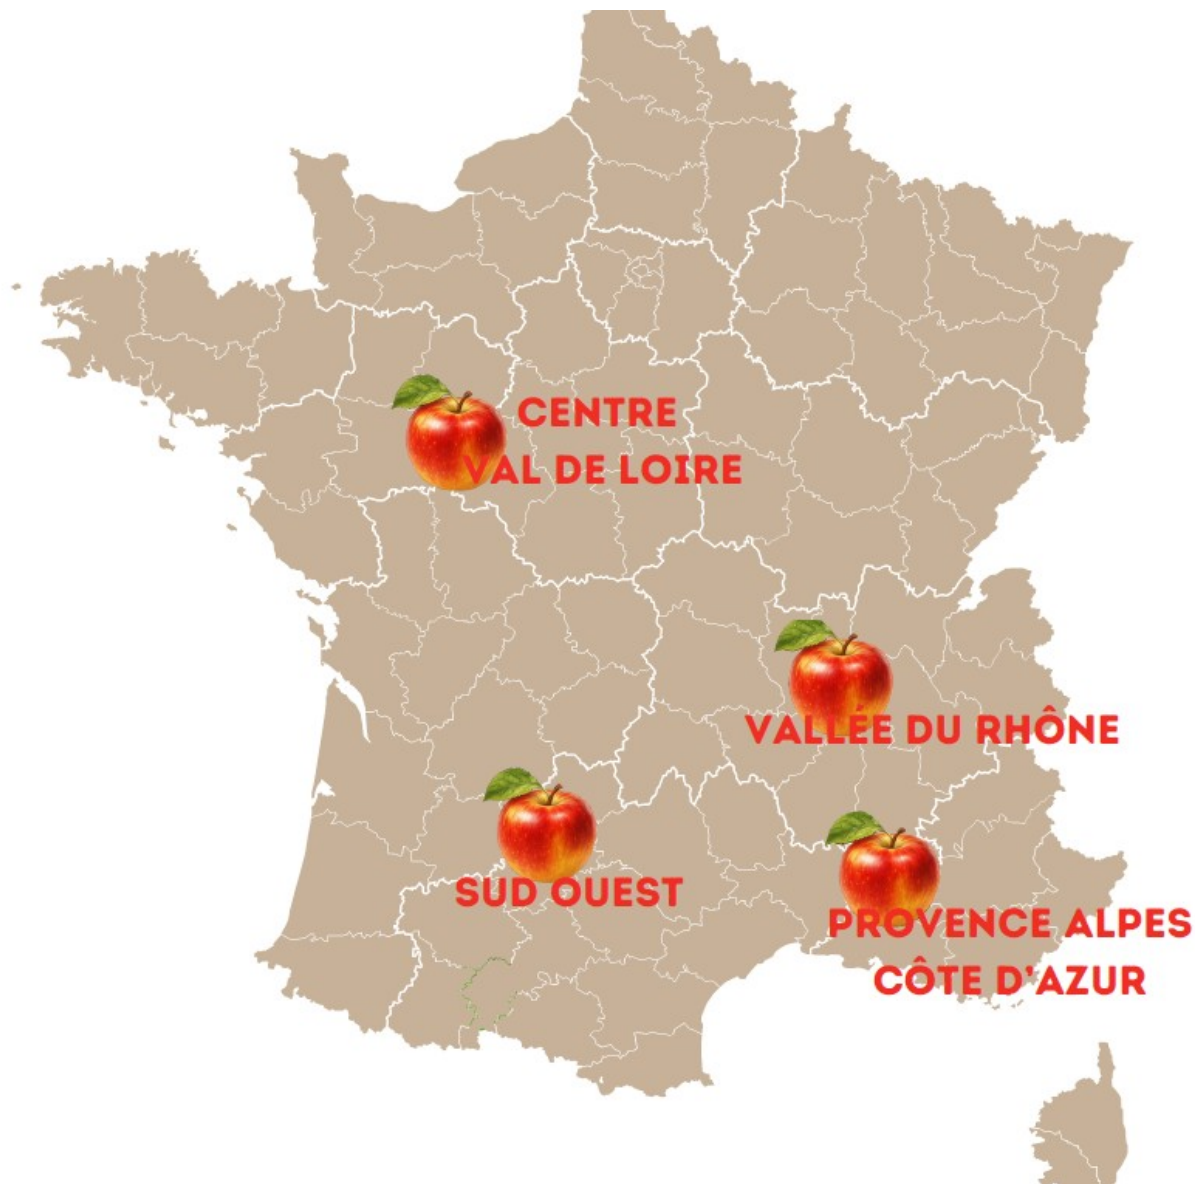 CENTRE
VAL DE LOIRE
VALLÉE DU RHÔNE
SUD OUEST
PROVENCE ALPES
CÔTE D'AZUR